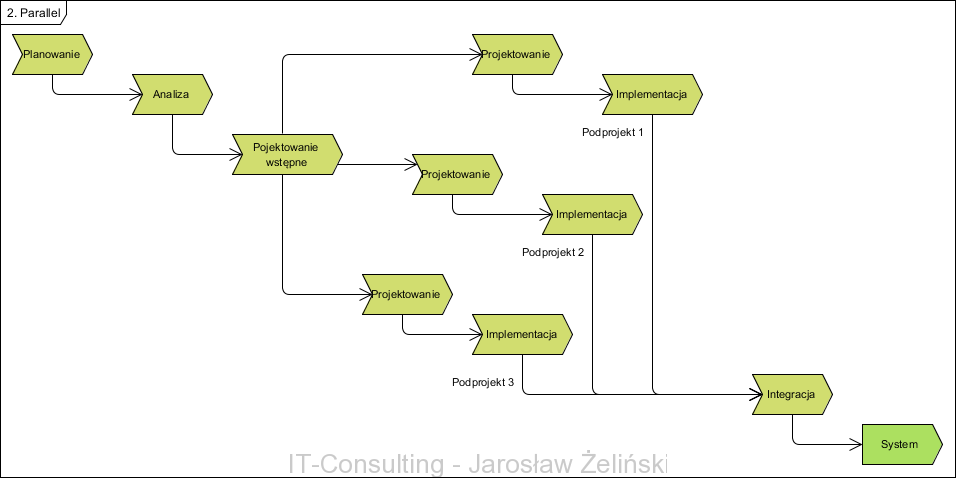 2. Parallel
Planowanie
Analiza
Pojektowanie
wstępne
Projektowanie
Implementacja
Podprojekt 1
Projektowanie
Implementacja
Podprojekt 2
Projektowanie
Implementacja
Podprojekt 3
Integracja
System
IT-Consulting - Jarosław Żeliński